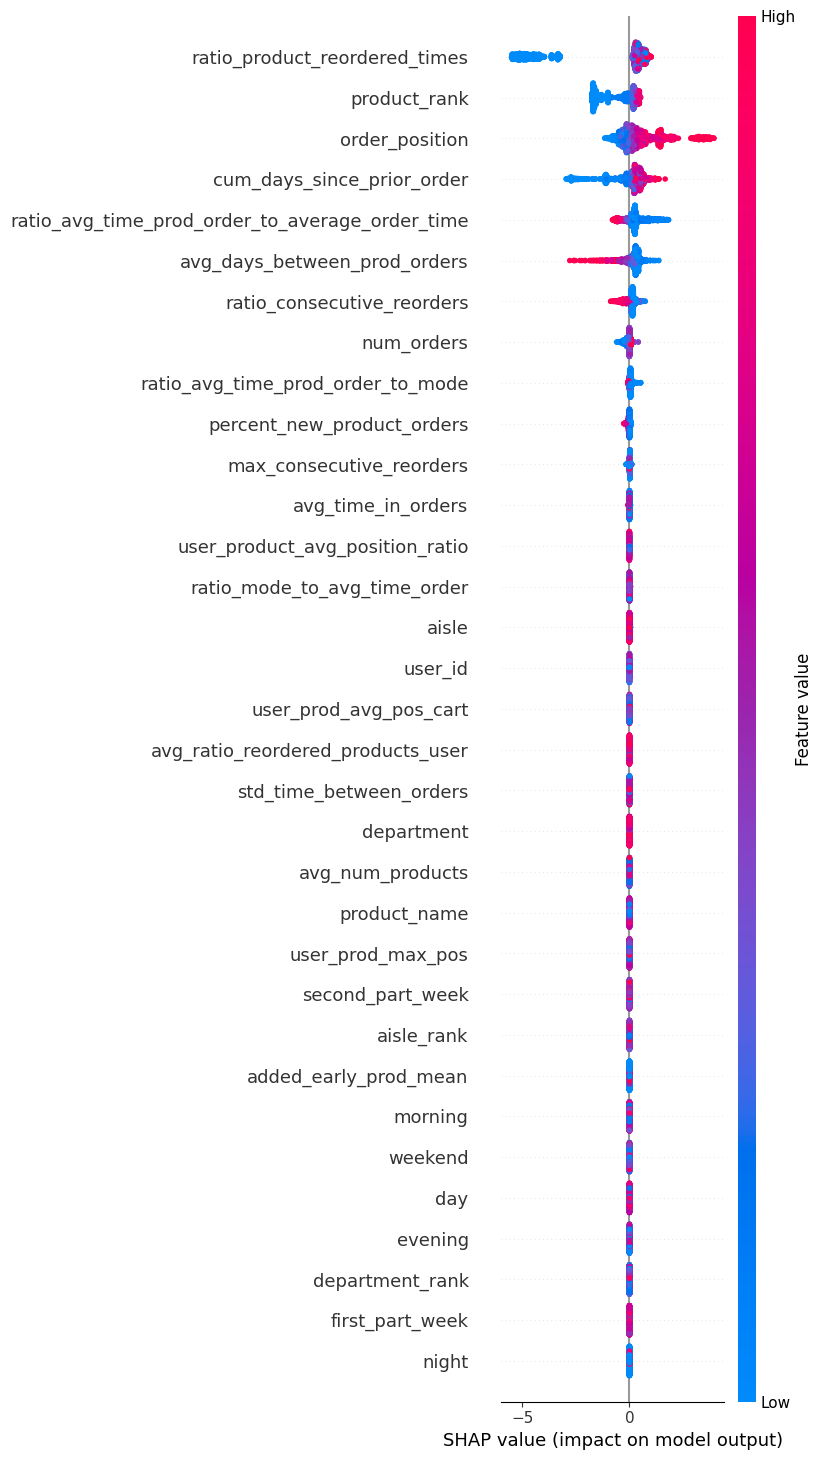 High
ratio_product_reordered_times
product_rank
order_position
cum_days_since_prior_order
ratio_avg_time_prod_order_to_average_order_time
avg_days_between_prod_orders
ratio_consecutive_reorders
num_orders
ratio_avg_time_prod_order_to_mode
percent_new_product_orders
max_consecutive_reorders
avg_time_in_orders
user_product_avg_position_ratio
ratio_mode_to_avg_time_order
aisle
user_id
user_prod_avg_pos_cart
avg_ratio_reordered_products_user
std_time_between_orders
department
avg_num_products
product_name
user_prod_max_pos
second_part_week
aisle_rank
added_early_prod_mean
morning
weekend
day
evening
department_rank
first_part_week
night
Feature value
Low
−5 0
SHAP value (impact on model output)